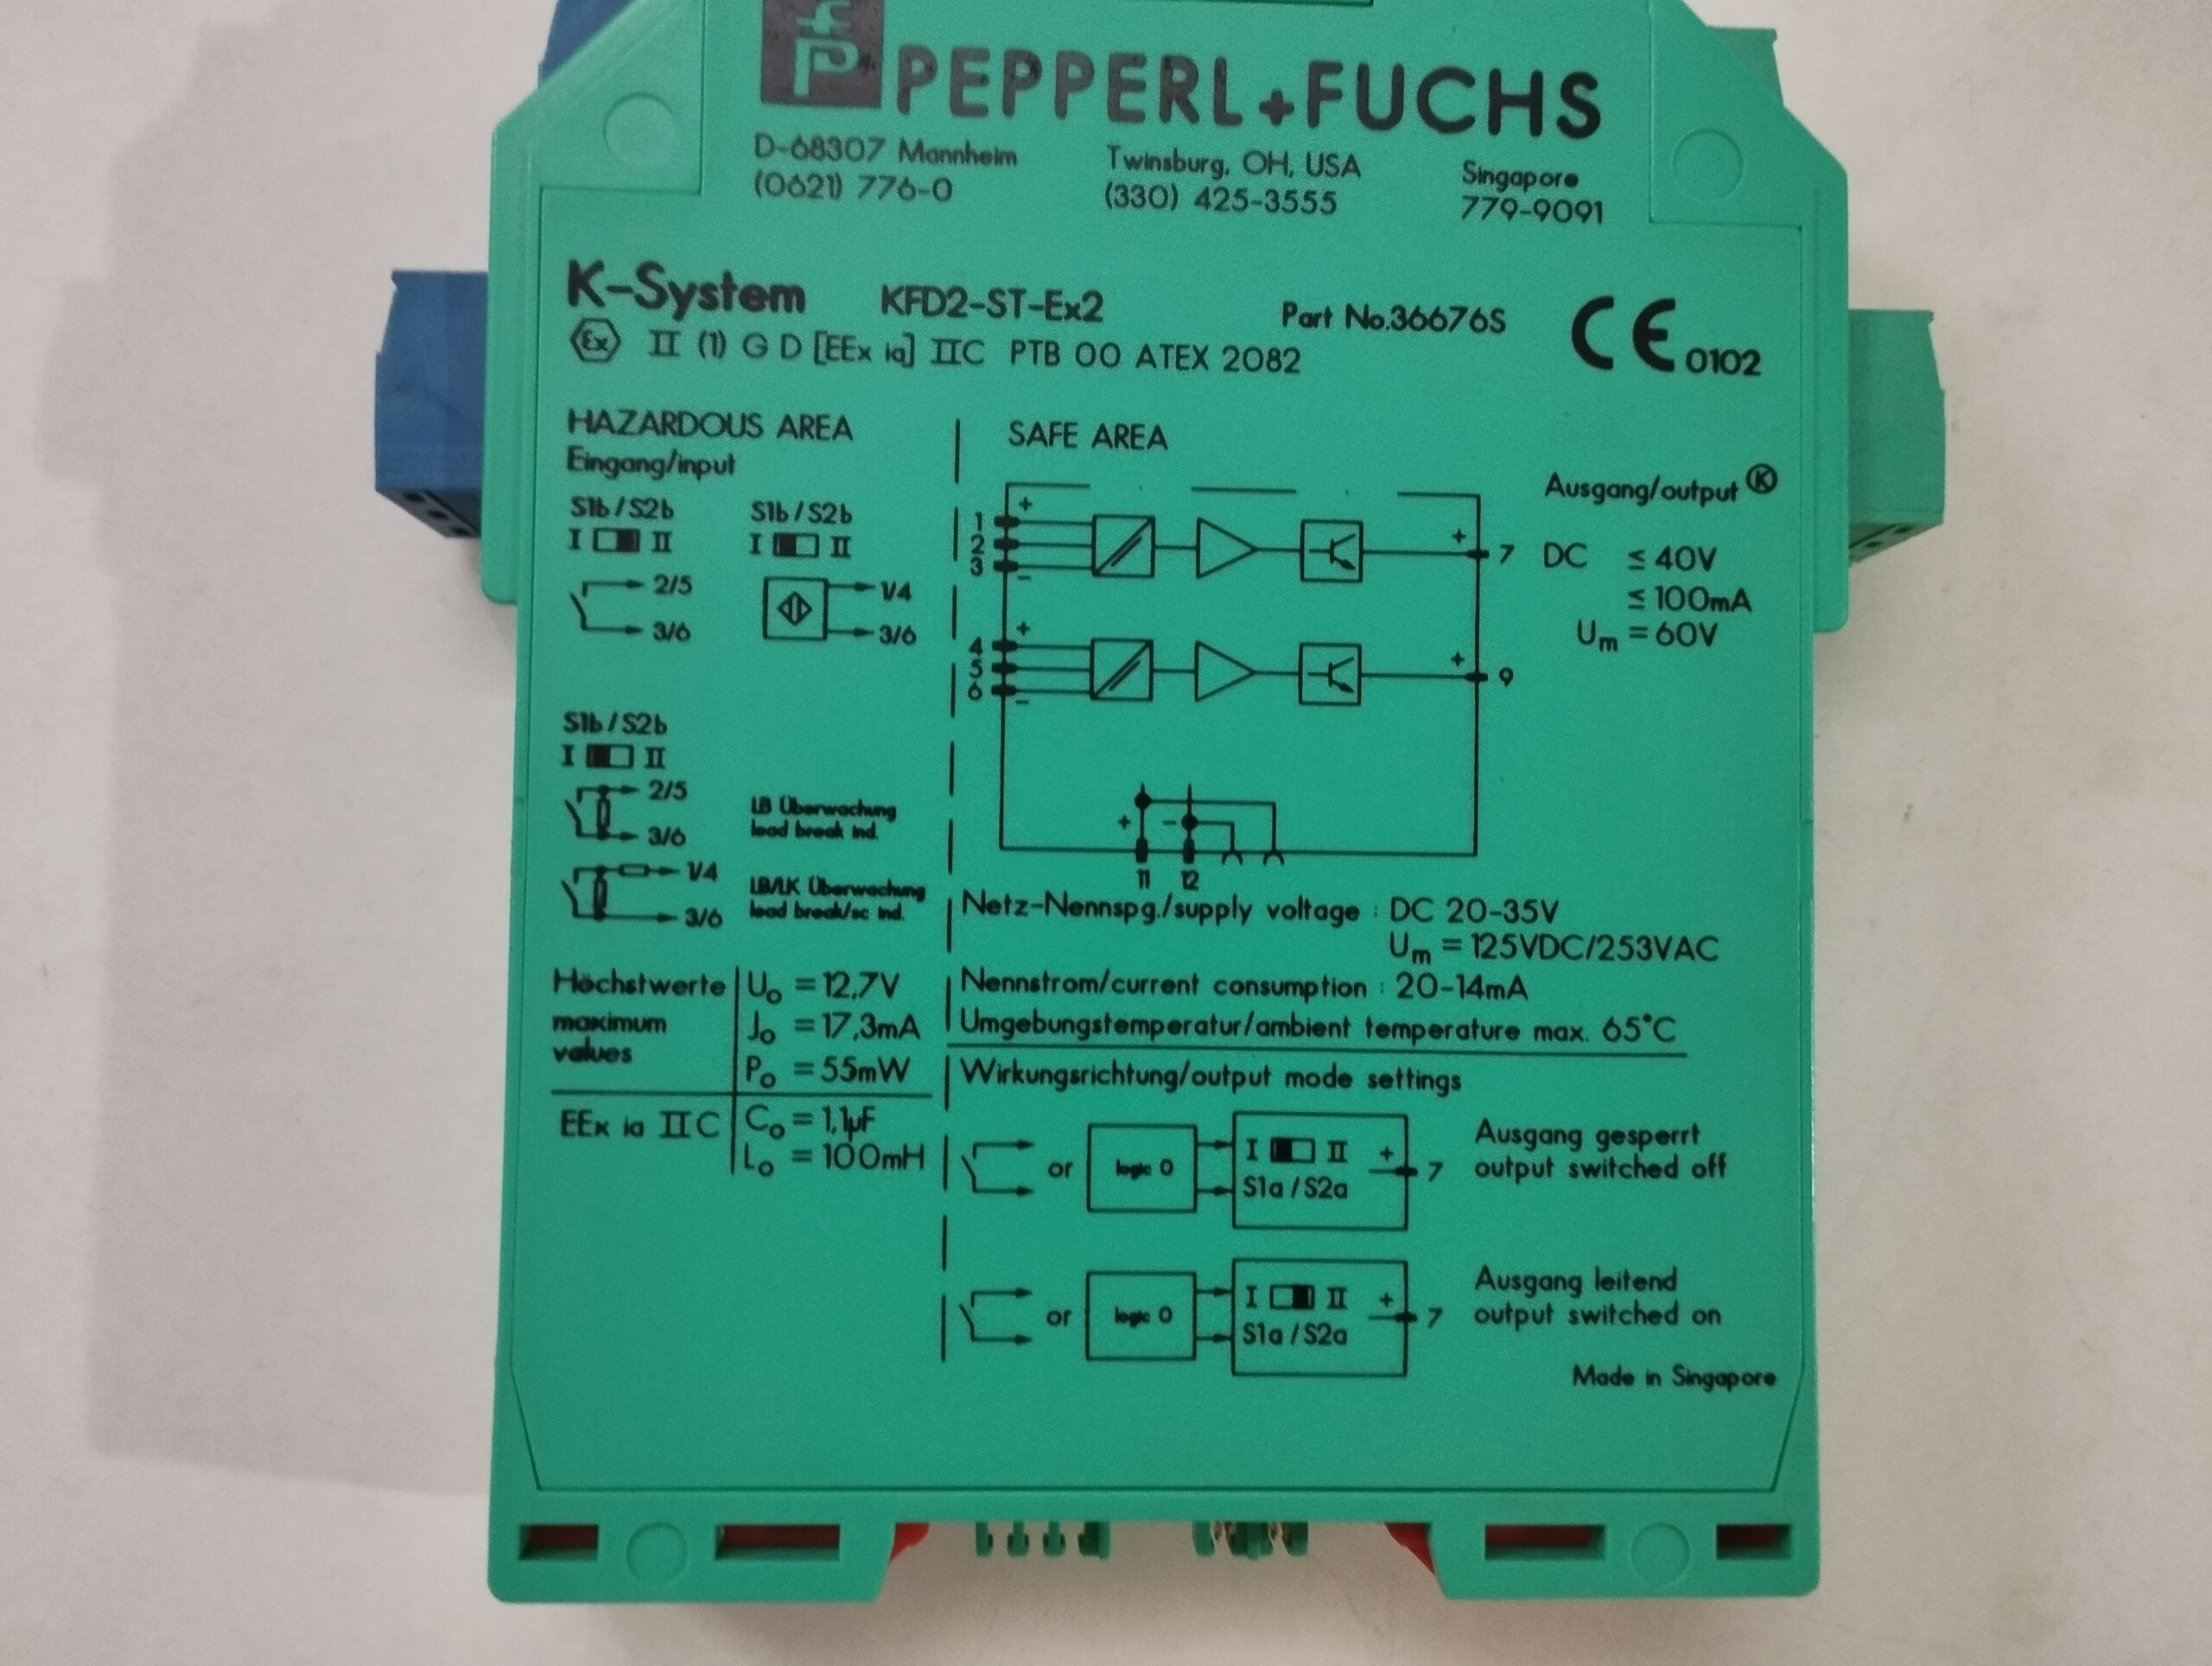 PEPPERL+FUCHS
D-68307 Mannheim
(0621) 776-0
Twinsburg, OH, USA
(330) 425-3555
Singapore
779-9091
K-System KFD2-ST-Ex2 Part No.36676S
Ex II (1) G D [EEx ia] IIC PTB 00 ATEX 2082
CE 0102
HAZARDOUS AREA
Eingang/input
S1b/S2b
I II
2/5
3/6
S1b/S2b
I II
1/4
3/6
S1b/S2b
I II
2/5
3/6
LB Überwachung
lead break ind.
1/4
3/6
LB/LK Überwachung
lead break/sc ind.
Höchstwerte
maximum
values
Uo = 12,7V
Jo = 17,3mA
Po = 55mW
EEx ia IIC
Co = 1,1µF
Lo = 100mH
SAFE AREA
+
1
2
3
-
+
4
5
6
-
+ 7
+ 9
Ausgang/output K
DC ≤ 40V
≤ 100mA
Um = 60V
+ -
11 12
Netz-Nennspg./supply voltage : DC 20-35V
Um = 125VDC/253VAC
Nennstrom/current consumption : 20-14mA
Umgebungstemperatur/ambient temperature max. 65°C
Wirkungsrichtung/output mode settings
or logic 0
I II +
S1a/S2a
7
Ausgang gesperrt
output switched off
or logic 0
I II +
S1a/S2a
7
Ausgang leitend
output switched on
Made in Singapore